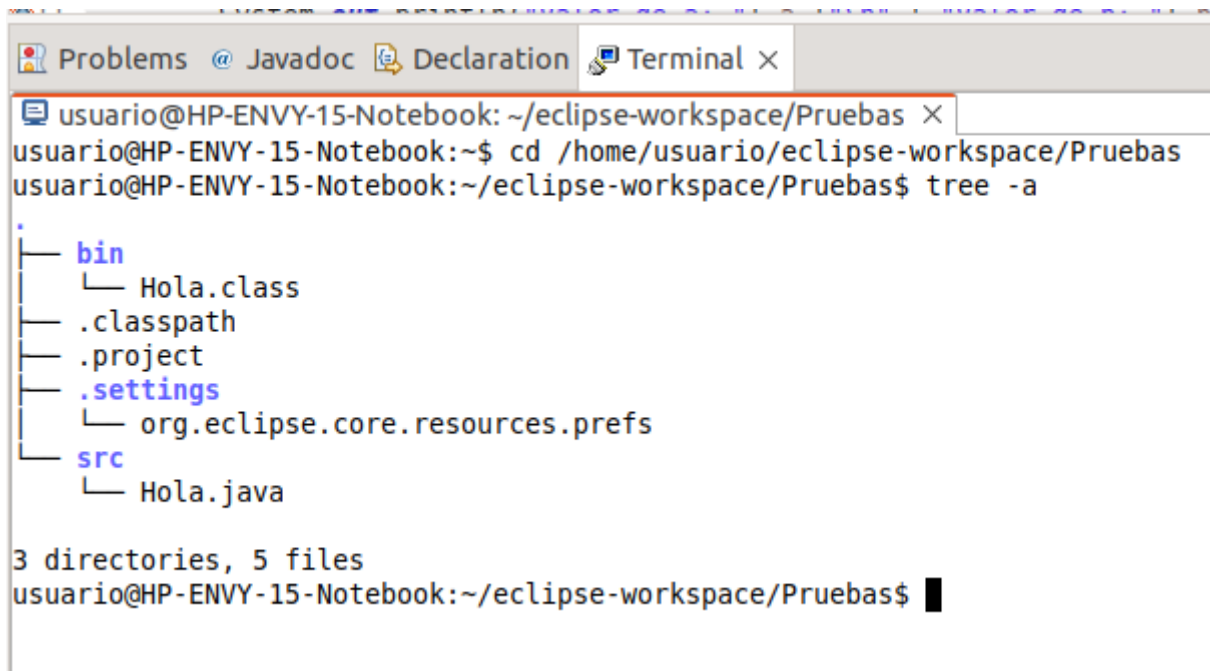 Problems @ Javadoc Declaration Terminal
usuario@HP-ENVY-15-Notebook: ~/eclipse-workspace/Pruebas
usuario@HP-ENVY-15-Notebook:~$ cd /home/usuario/eclipse-workspace/Pruebas
usuario@HP-ENVY-15-Notebook:~/eclipse-workspace/Pruebas$ tree -a
.
├── bin
│   └── Hola.class
├── .classpath
├── .project
├── .settings
│   └── org.eclipse.core.resources.prefs
└── src
    └── Hola.java
3 directories, 5 files
usuario@HP-ENVY-15-Notebook:~/eclipse-workspace/Pruebas$